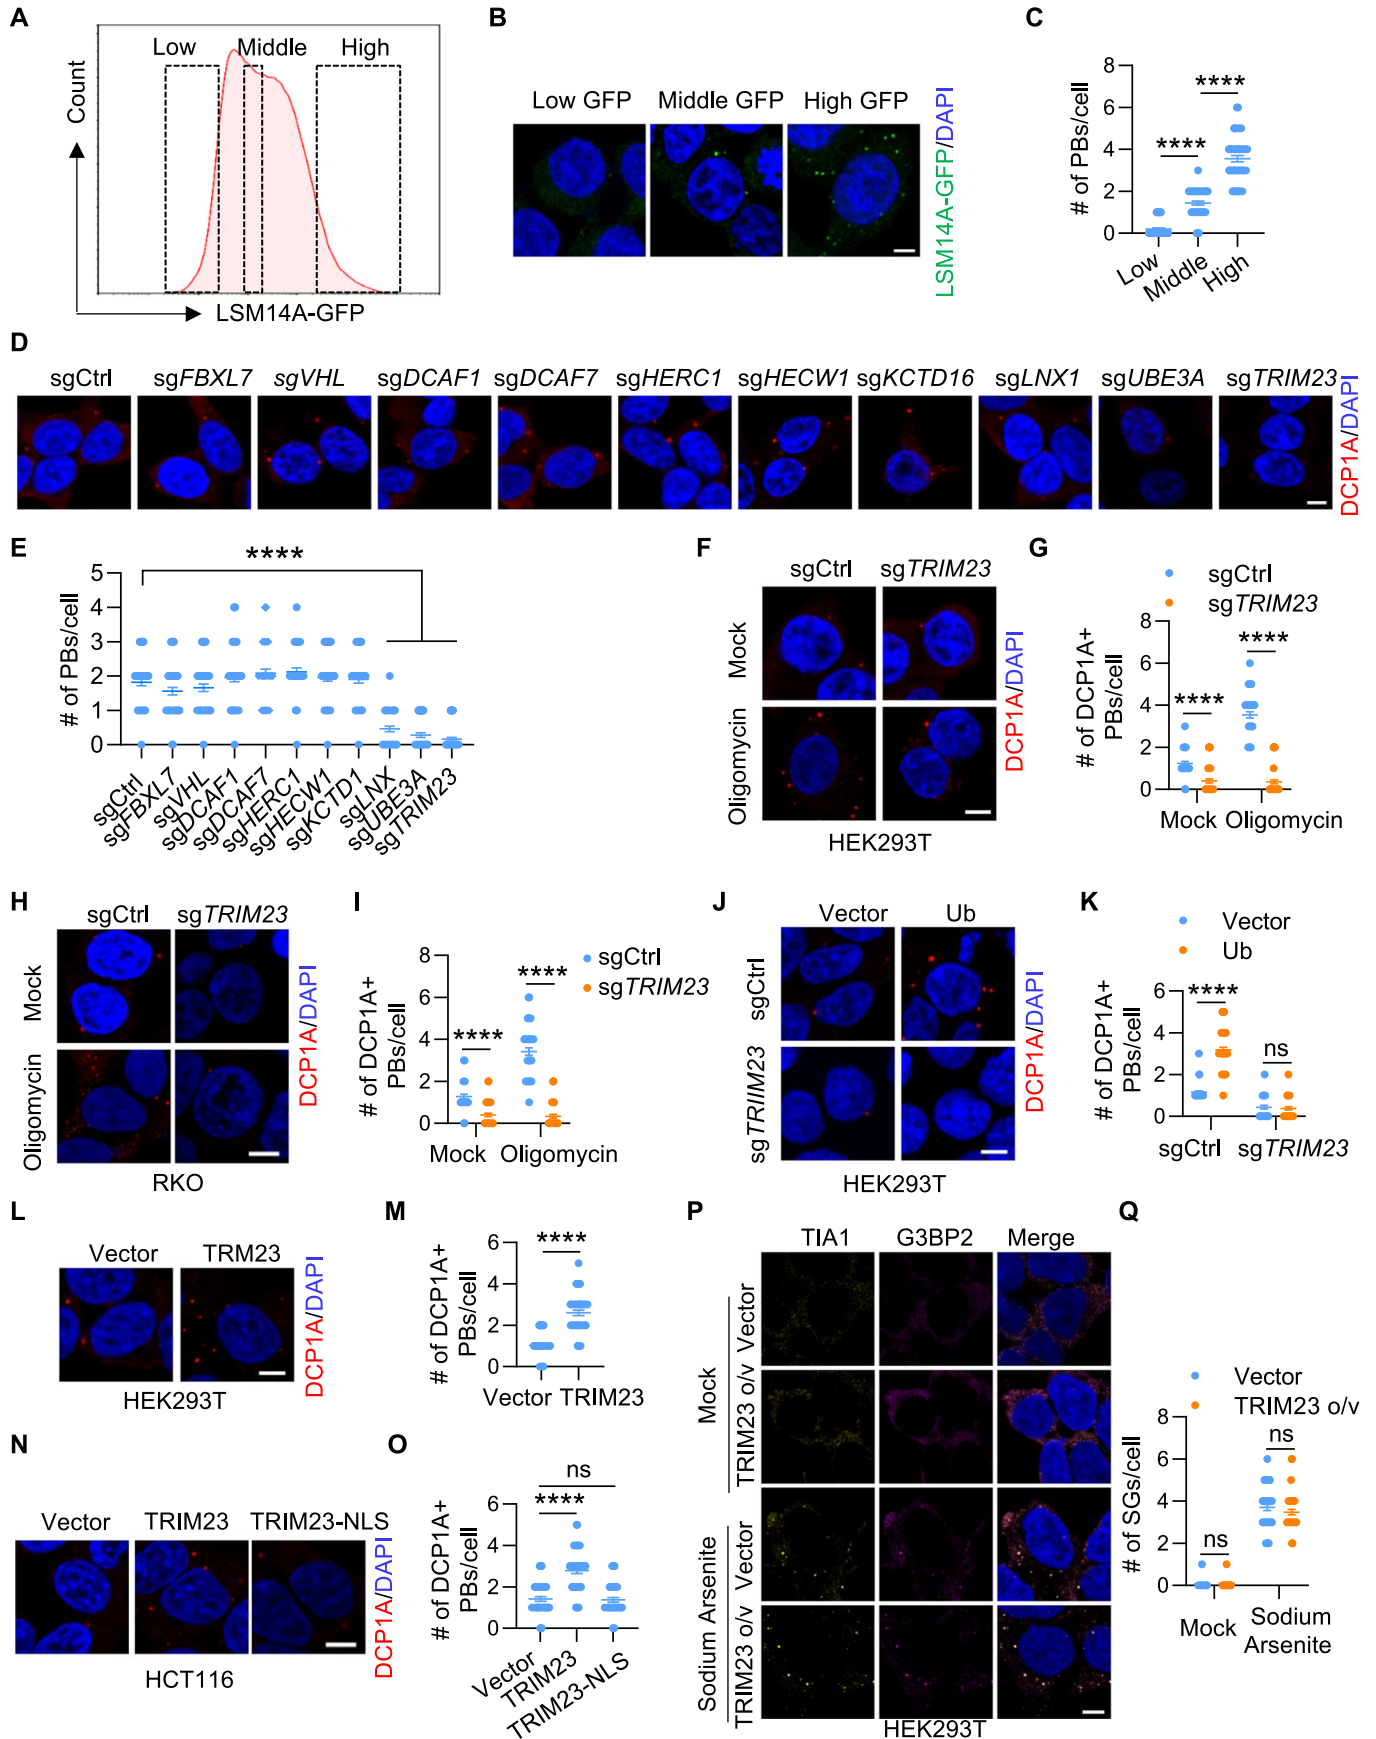 A
Low
Middle
High
Count
LSM14A-GFP
B
Low GFP
Middle GFP
High GFP
LSM14A-GFP/DAPI
C
# of PBs/cell
8
6
4
2
0
****
****
Low
Middle
High
D
sgCtrl
sgFBXL7
sgVHL
sgDCAF1
sgDCAF7
sgHERC1
sgHECW1
sgKCTD16
sgLNX1
sgUBE3A
sgTRIM23
DCP1A/DAPI
E
****
# of PBs/cell
5
4
3
2
1
0
sgCtrl
sgFBXL7
sgVHL
sgDCAF1
sgDCAF7
sgHERC1
sgHECW1
sgKCTD1
sgLNX
sgUBE3A
sgTRIM23
F
sgCtrl
sgTRIM23
Mock
Oligomycin
DCP1A/DAPI
HEK293T
G
sgCtrl
sgTRIM23
# of DCP1A+
PBs/cell
8
6
4
2
0
****
****
Mock
Oligomycin
H
sgCtrl
sgTRIM23
Mock
Oligomycin
DCP1A/DAPI
RKO
I
# of DCP1A+
PBs/cell
8
6
4
2
0
****
****
sgCtrl
sgTRIM23
Mock
Oligomycin
J
Vector
Ub
sgCtrl
sgTRIIM23
DCP1A/DAPI
HEK293T
K
Vector
Ub
# of DCP1A+
PBs/cell
6
4
2
0
****
ns
sgCtrl
sgTRIM23
L
Vector
TRM23
DCP1A/DAPI
HEK293T
M
# of DCP1A+
PBs/cell
6
4
2
0
****
Vector
TRIM23
N
Vector
TRIM23
TRIM23-NLS
DCP1A/DAPI
HCT116
O
# of DCP1A+
PBs/cell
6
4
2
0
ns
****
Vector
TRIM23
TRIM23-NLS
P
TIA1
G3BP2
Merge
Mock
Vector
TRIM23 o/v
Sodium Arsenite
Vector
TRIM23 o/v
HEK293T
Q
Vector
TRIM23 o/v
# of SGs/cell
8
6
4
2
0
ns
ns
Mock
Sodium
Arsenite